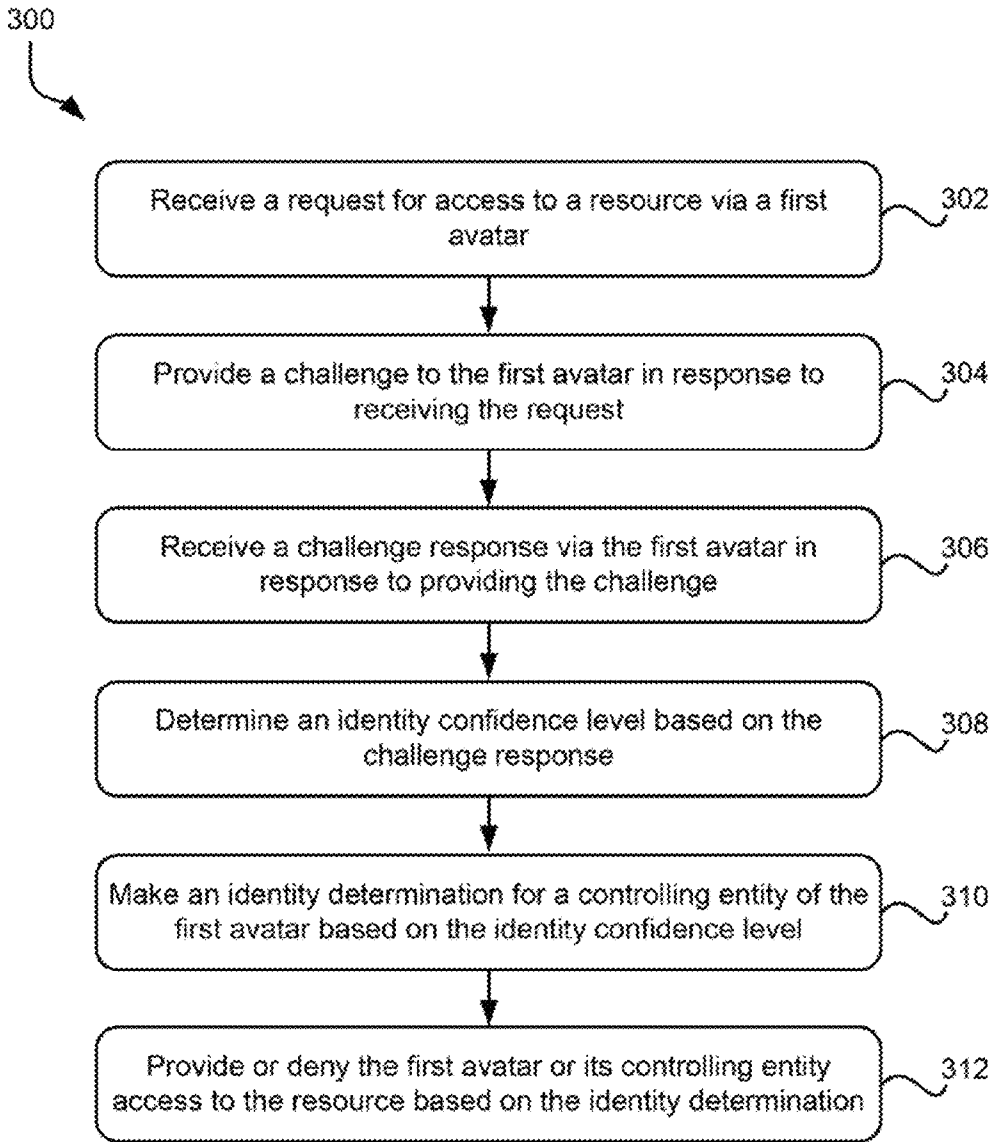 300
Receive a request for access to a resource via a first
avatar
302
Provide a challenge to the first avatar in response to
receiving the request
304
Receive a challenge response via the first avatar in
response to providing the challenge
306
Determine an identity confidence level based on the
challenge response
308
Make an identity determination for a controlling entity of the
first avatar based on the identity confidence level
310
Provide or deny the first avatar or its controlling entity
access to the resource based on the identity determination
312